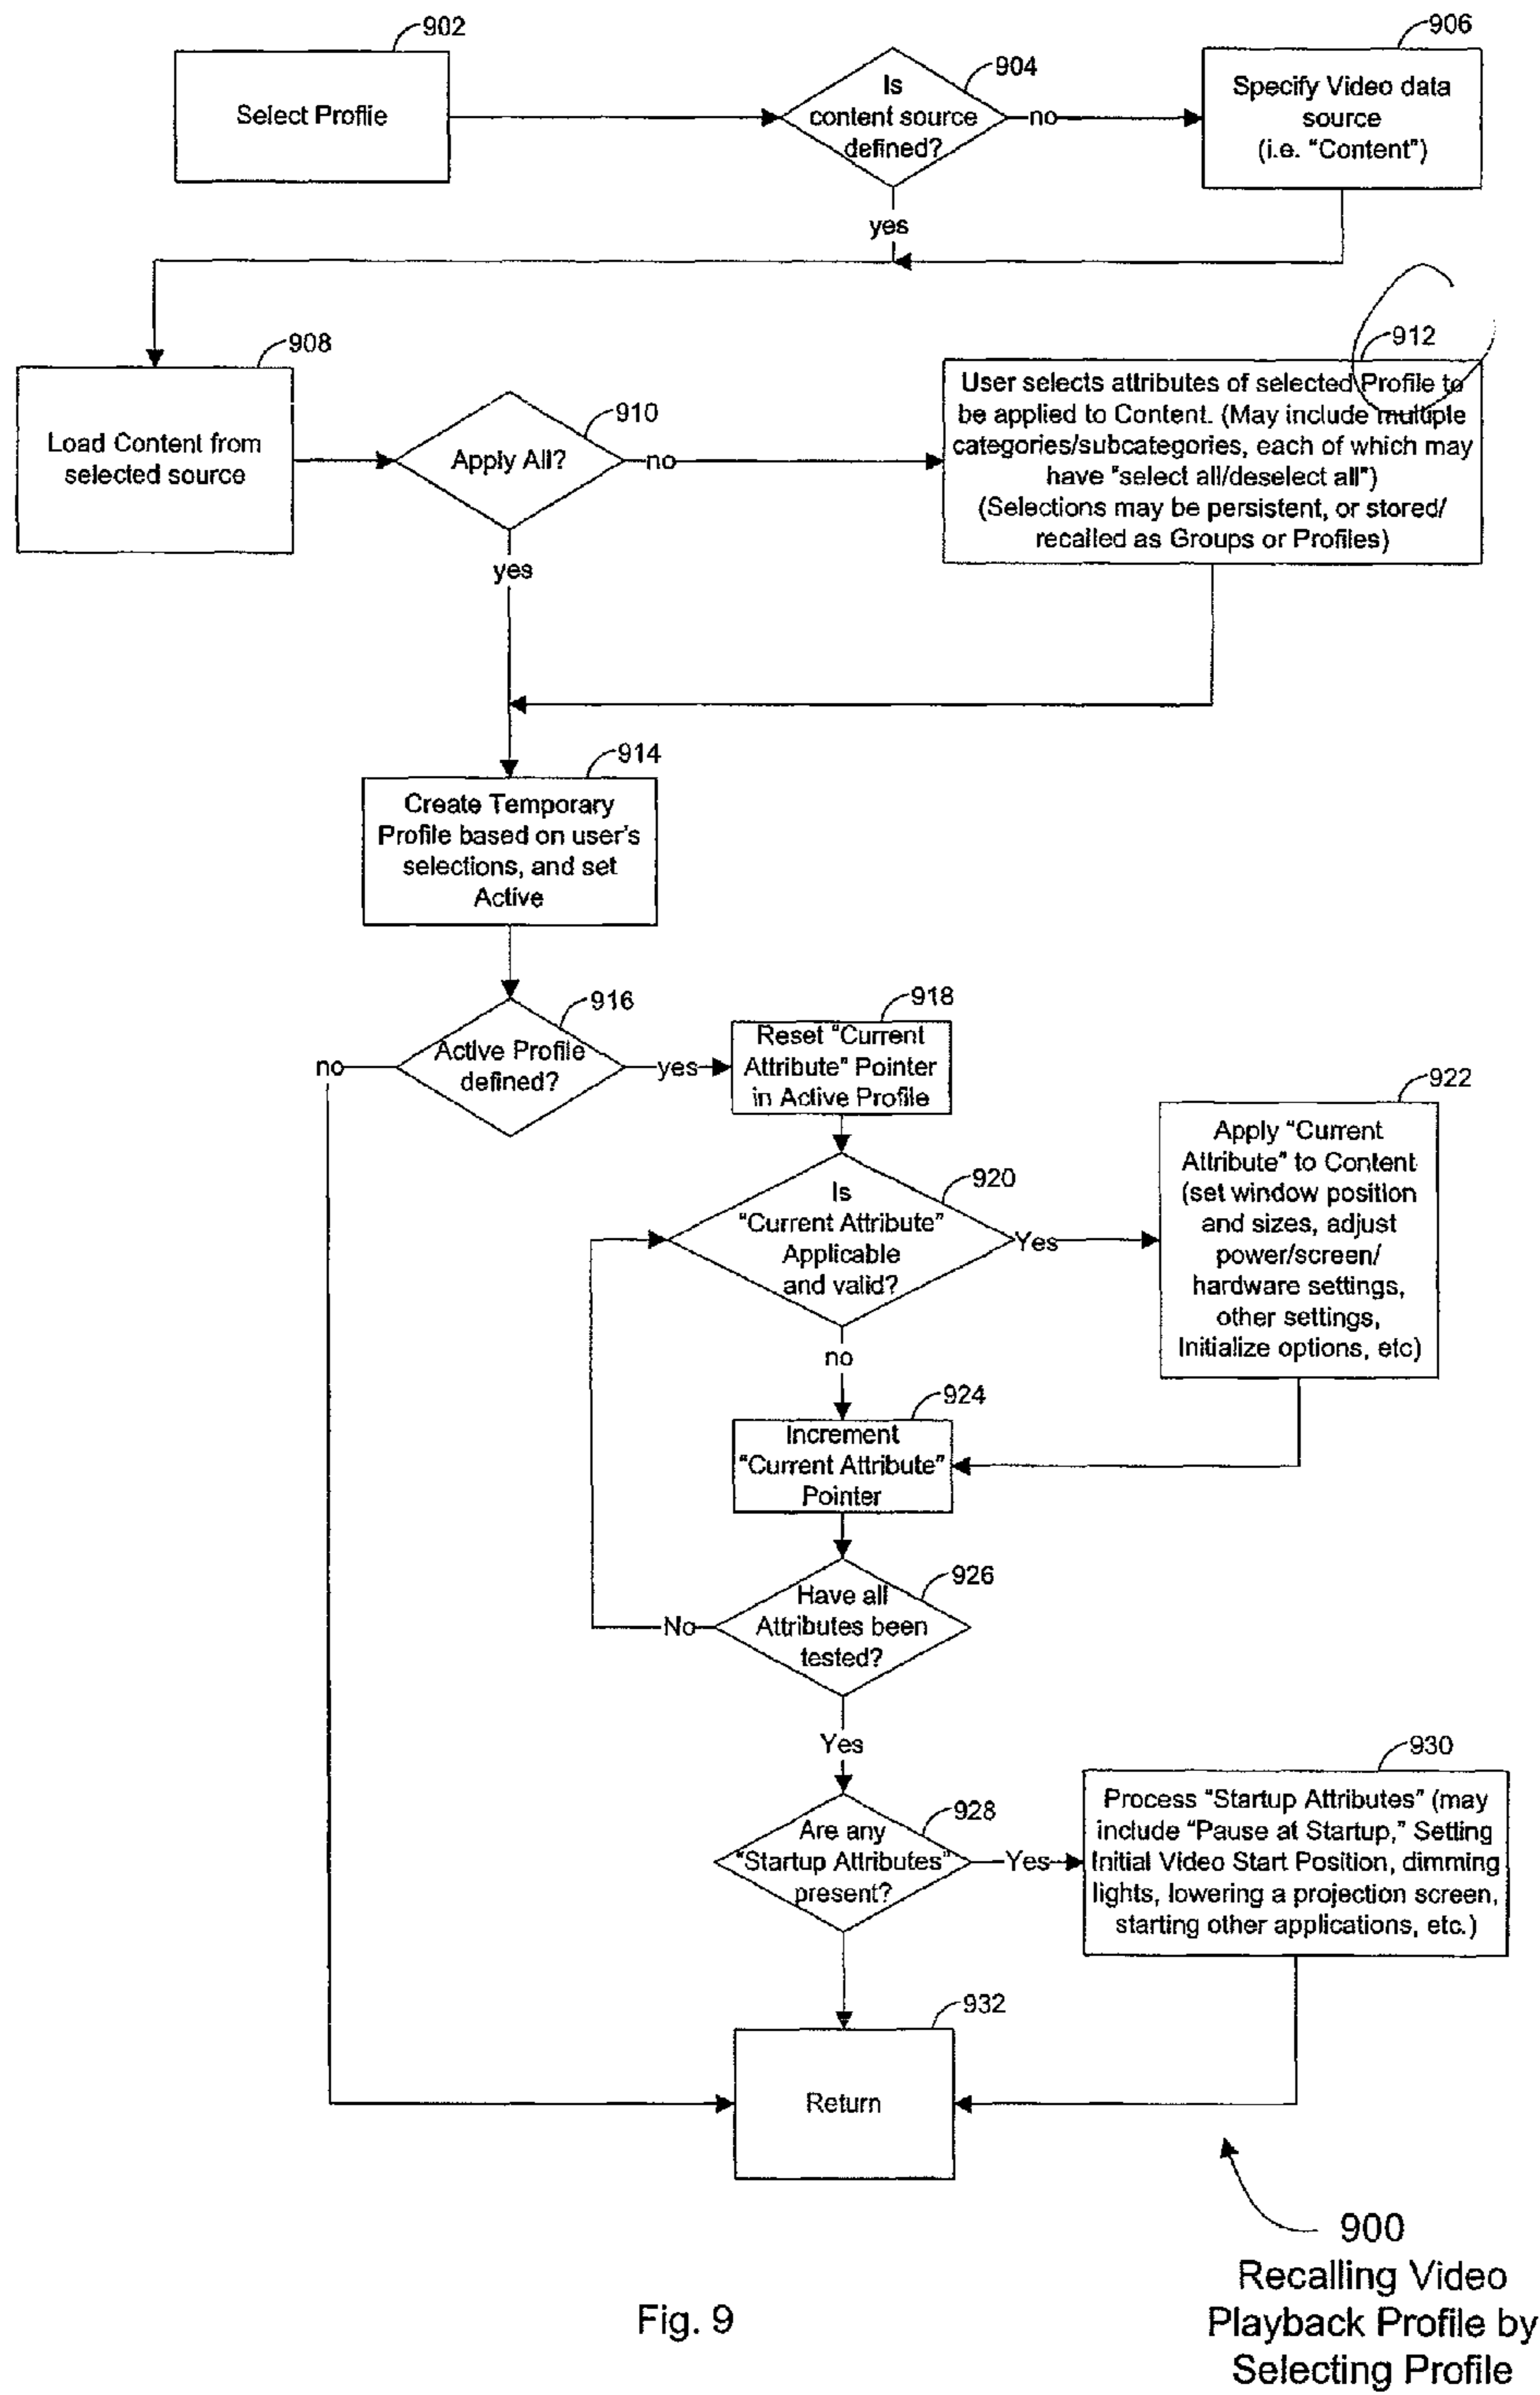 902
Select Profile
904
Is
content source
defined?
no
yes
906
Specify Video data
source
(i.e. "Content")
908
Load Content from
selected source
910
Apply All?
no
yes
912
User selects attributes of selected Profile to
be applied to Content. (May include multiple
categories/subcategories, each of which may
have "select all/deselect all")
(Selections may be persistent, or stored/
recalled as Groups or Profiles)
914
Create Temporary
Profile based on user's
selections, and set
Active
916
Active Profile
defined?
no
yes
918
Reset "Current
Attribute" Pointer
in Active Profile
920
Is
"Current Attribute"
Applicable
and valid?
Yes
no
922
Apply "Current
Attribute" to Content
(set window position
and sizes, adjust
power/screen/
hardware settings,
other settings,
Initialize options, etc)
924
Increment
"Current Attribute"
Pointer
926
Have all
Attributes been
tested?
No
Yes
928
Are any
"Startup Attributes"
present?
Yes
930
Process "Startup Attributes" (may
include "Pause at Startup," Setting
Initial Video Start Position, dimming
lights, lowering a projection screen,
starting other applications, etc.)
932
Return
900
Recalling Video
Playback Profile by
Selecting Profile
Fig. 9